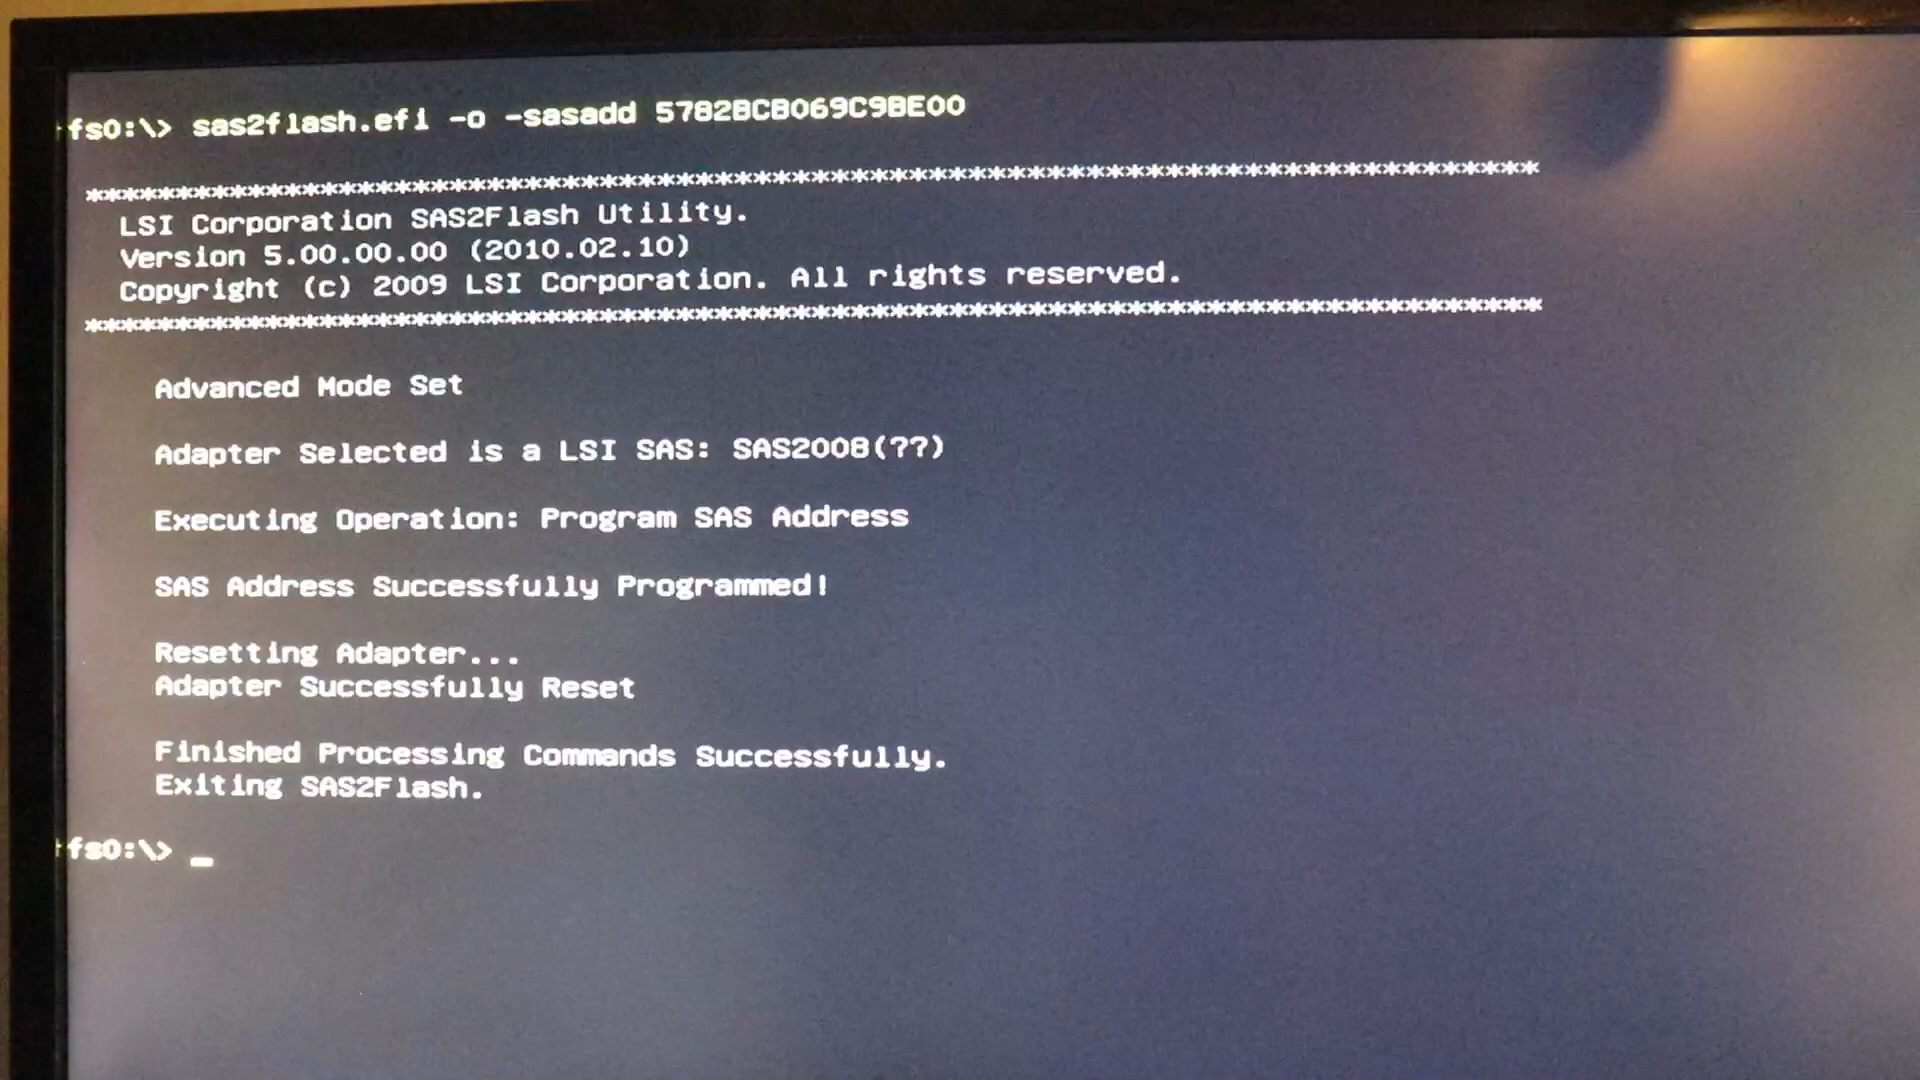 fs0:\> sas2flash.efi -o -sasadd 5782BCB069C9BE00
********************************************************************************
LSI Corporation SAS2Flash Utility.
Version 5.00.00.00 (2010.02.10)
Copyright (c) 2009 LSI Corporation. All rights reserved.
********************************************************************************
Advanced Mode Set
Adapter Selected is a LSI SAS: SAS2008(??)
Executing Operation: Program SAS Address
SAS Address Successfully Programmed!
Resetting Adapter...
Adapter Successfully Reset
Finished Processing Commands Successfully.
Exiting SAS2Flash.
fs0:\> _